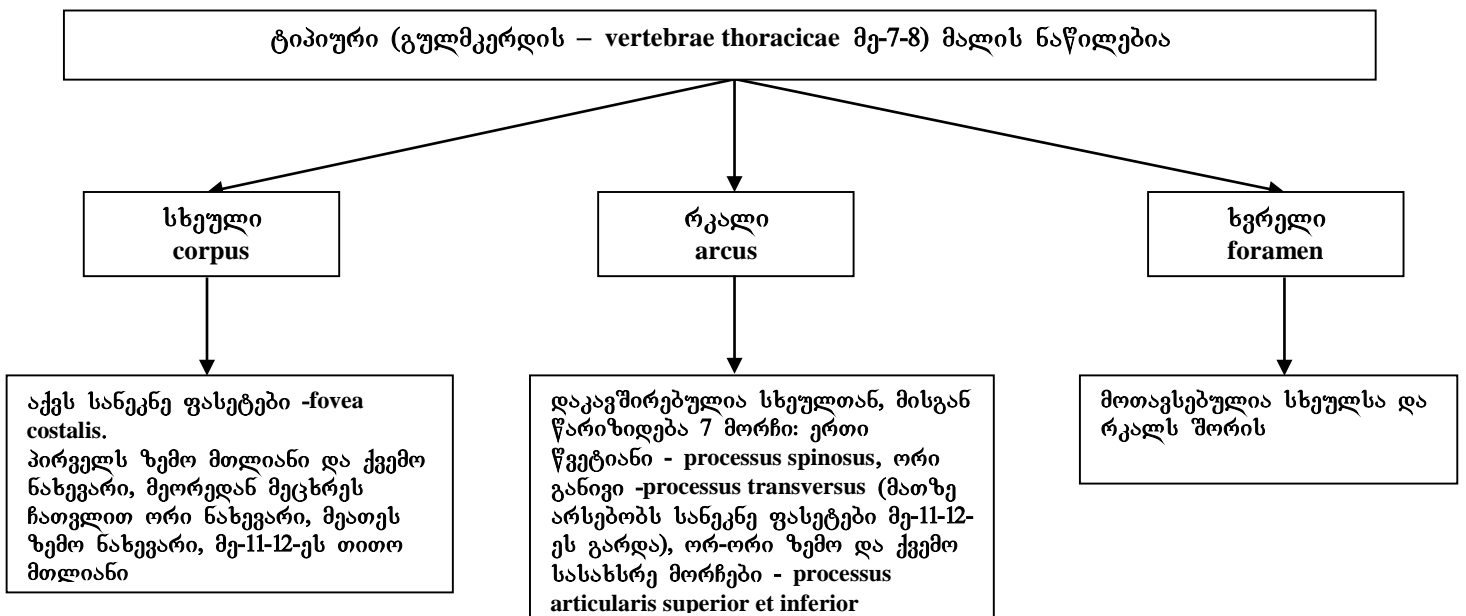 ტიპიური (გულმკერდის – vertebrae thoracicae მე-7-8) მალის ნაწილებია
სხეული
corpus
რკალი
arcus
ხვრელი
foramen
აქვს სანეკნე ფასეტები -fovea
costalis.
პირველს ზემო მთლიანი და ქვემო
ნახევარი, მეორედან მეცხრეს
ჩათვლით ორი ნახევარი, მეათეს
ზემო ნახევარი, მე-11-12-ეს თითო
მთლიანი
დაკავშირებულია სხეულთან, მისგან
წარიზიდება 7 მორჩი: ერთი
წვეტიანი - processus spinosus, ორი
განივი -processus transversus (მათზე
არსებობს სანეკნე ფასეტები მე-11-12-
ეს გარდა), ორ-ორი ზემო და ქვემო
სასახსრე მორჩები - processus
articularis superior et inferior
მოთავსებულია სხეულსა და
რკალს შორის